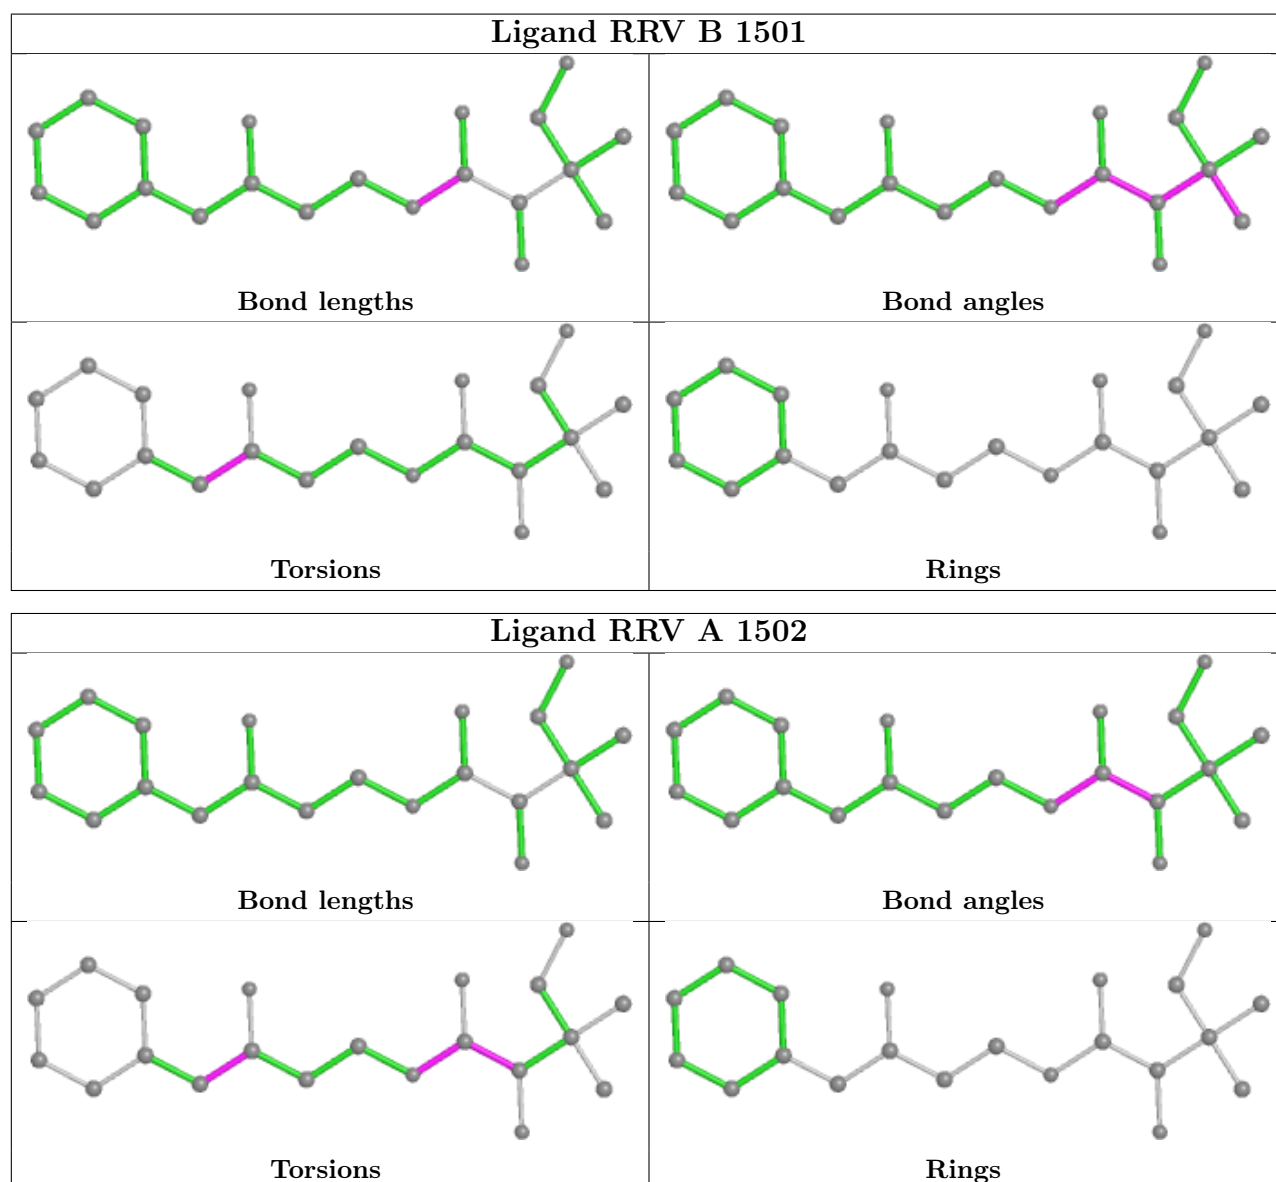 Ligand RRV B 1501
Bond lengths
Bond angles
Torsions
Rings
Ligand RRV A 1502
Bond lengths
Bond angles
Torsions
Rings